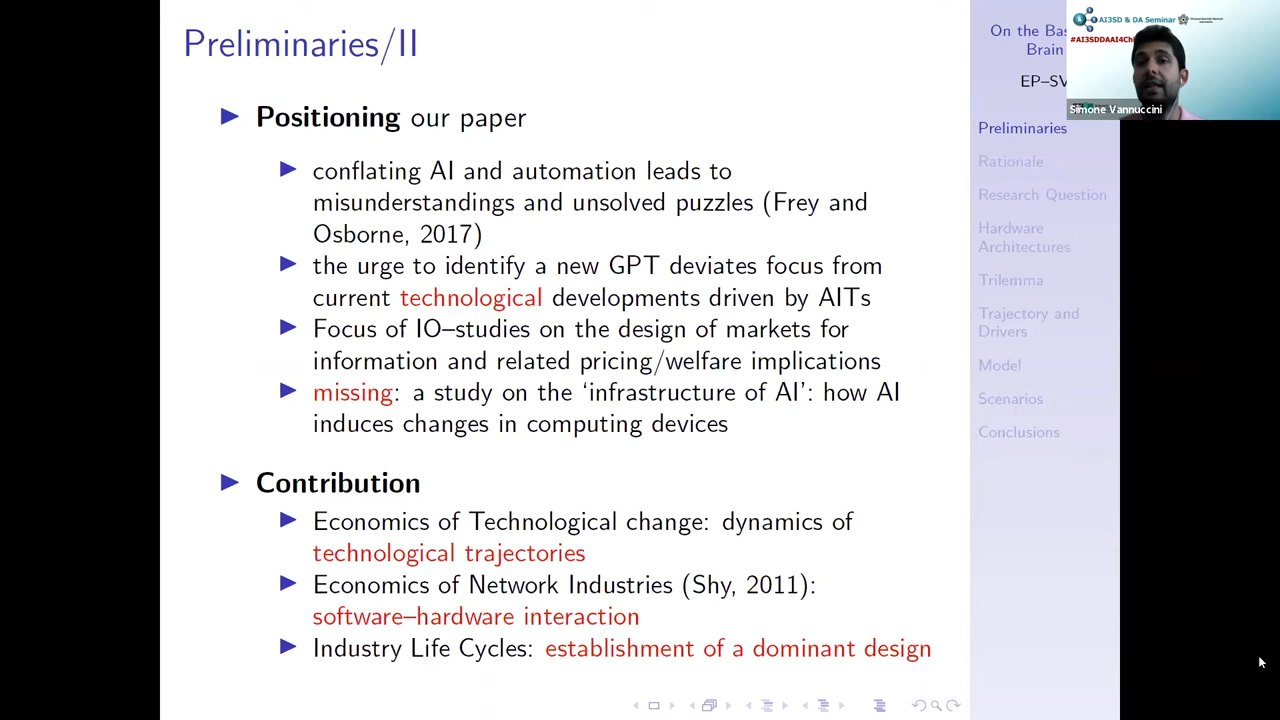 Preliminaries/II
Positioning our paper
conflating AI and automation leads to
misunderstandings and unsolved puzzles (Frey and
Osborne, 2017)
the urge to identify a new GPT deviates focus from
current technological developments driven by AITs
Focus of IO–studies on the design of markets for
information and related pricing/welfare implications
missing: a study on the ‘infrastructure of AI’: how AI
induces changes in computing devices
Contribution
Economics of Technological change: dynamics of
technological trajectories
Economics of Network Industries (Shy, 2011):
software–hardware interaction
Industry Life Cycles: establishment of a dominant design
On the Bas
Brain
EP–SV
Preliminaries
Rationale
Research Question
Hardware
Architectures
Trilemma
Trajectory and
Drivers
Model
Scenarios
Conclusions
AI3SD & DA Seminar
#AI3SDDAAI4Ch
Simone Vannuccini